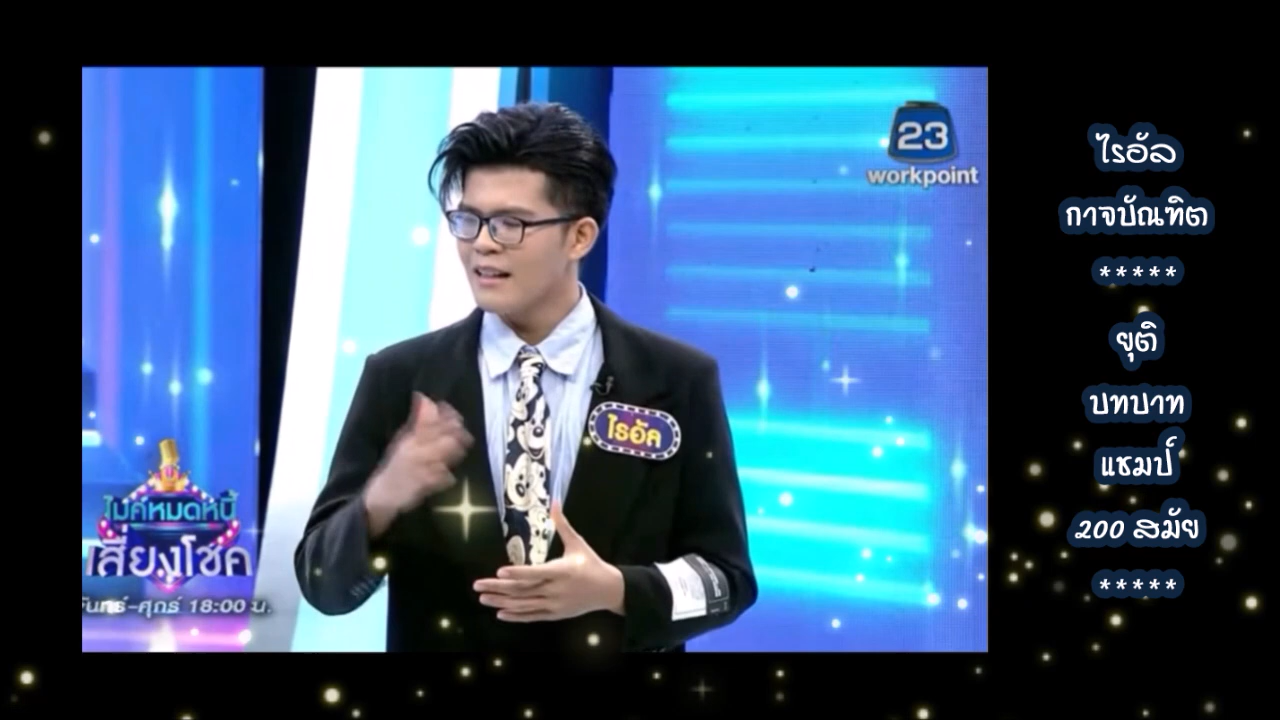 23
workpoint
ไรอัล
ไมค์หมดหนี้
เสี่ยงโชค
จันทร์-ศุกร์ 18:00 น.
ไรอัล
กาจบัณฑิต
*****
ยุติ
บทบาท
แชมป์
200 สมัย
*****